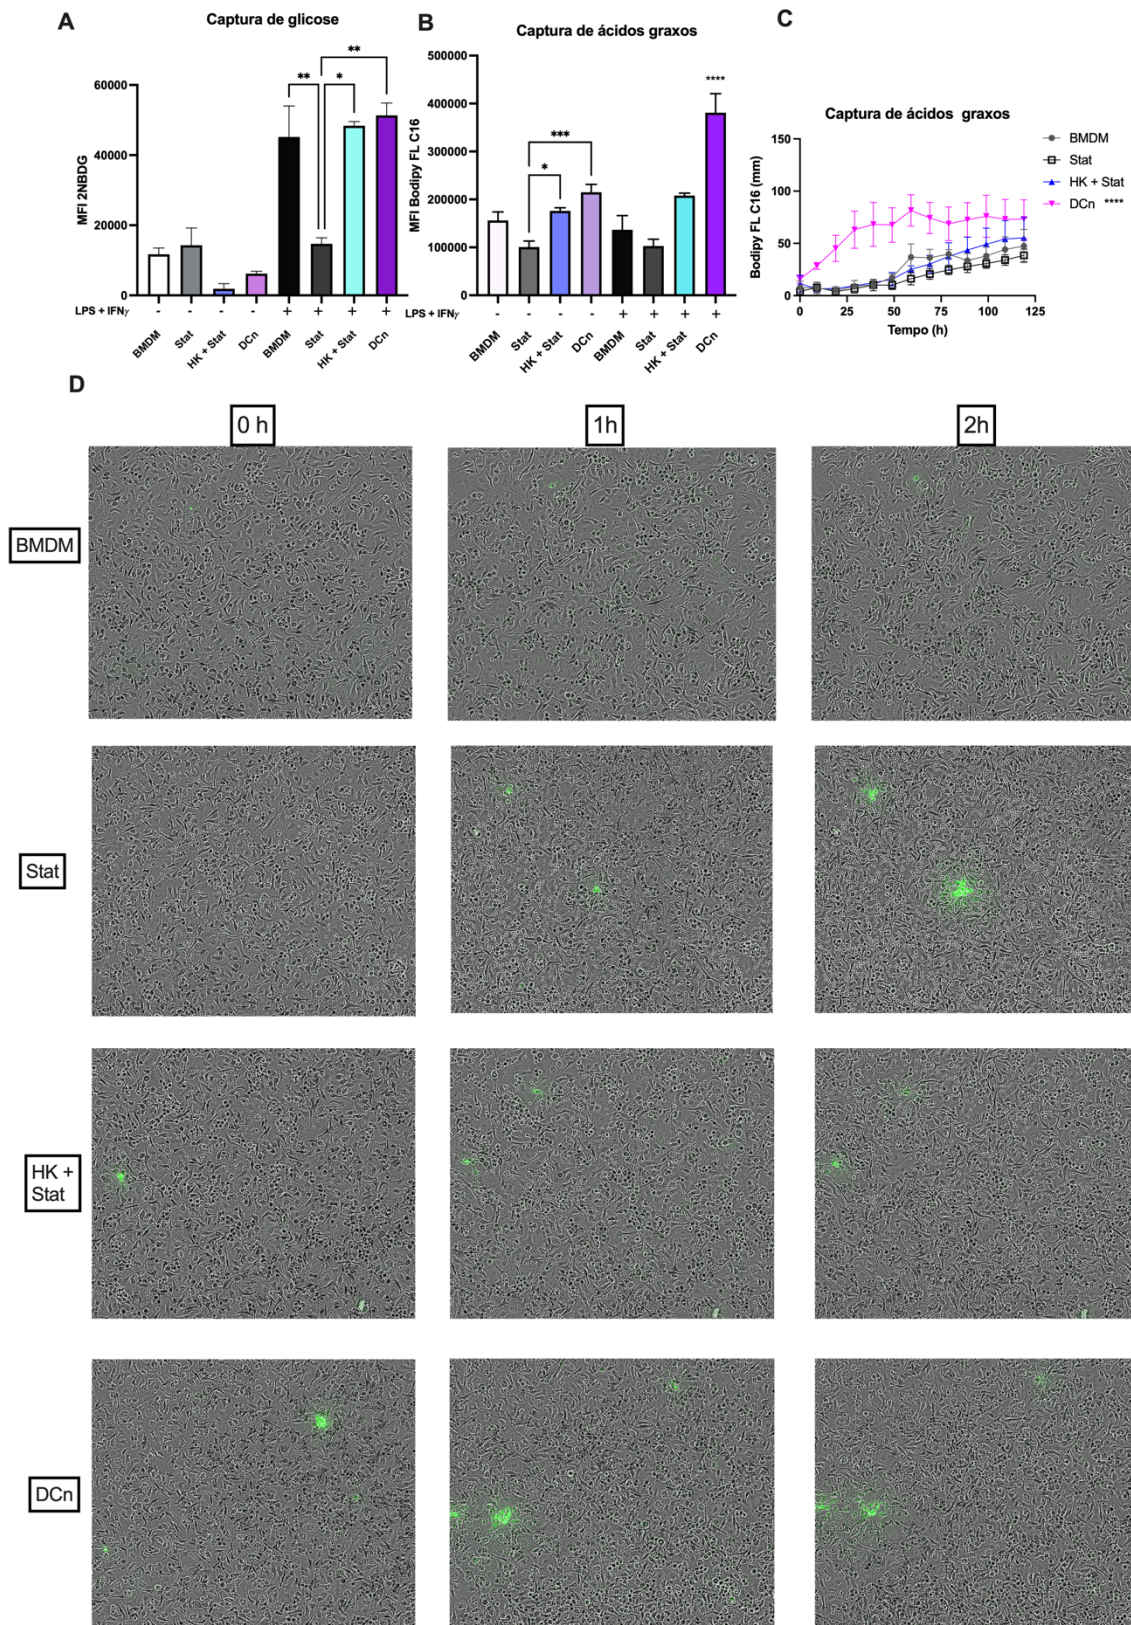 A
Captura de glicose
**
**
*
60000
40000
20000
0
MFI 2NBDG
LPS + IFNγ
- - - - + + + +
BMDM Stat HK + Stat DCn BMDM Stat HK + Stat DCn
B
Captura de ácidos graxos
500000
400000
300000
200000
100000
0
MFI Bodipy FL C16
****
***
*
LPS + IFNγ
- - - - + + + +
BMDM Stat HK + Stat DCn BMDM Stat HK + Stat DCn
C
Captura de ácidos graxos
150
100
50
0
Bodipy FL C16 (mm)
0 25 50 75 100 125
Tempo (h)
BMDM
Stat
HK + Stat
DCn ****
D
0 h
1h
2h
BMDM
Stat
HK +
Stat
DCn